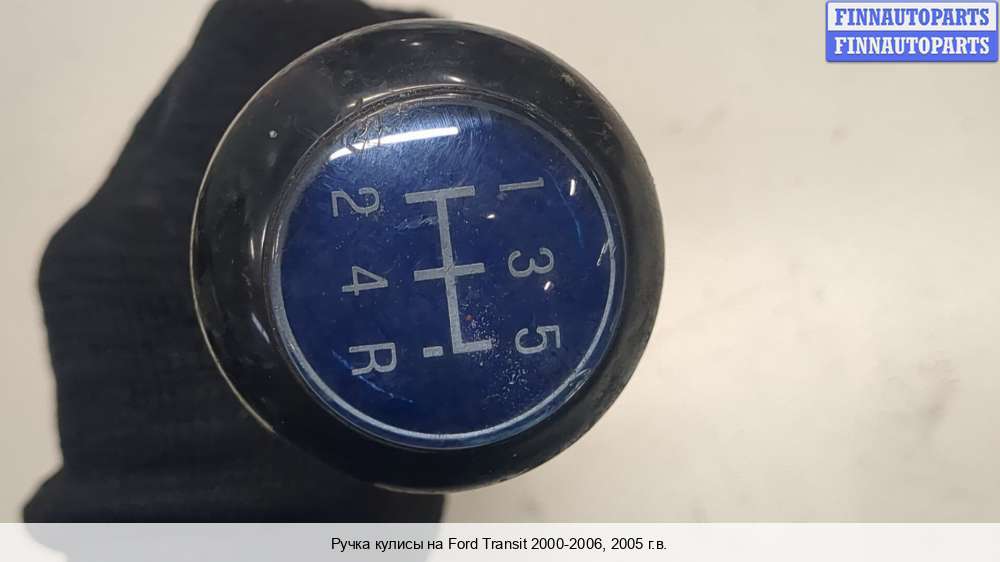 FINNAUTOPARTS
FINNAUTOPARTS
1 3 5
2 4 R
Ручка кулисы на Ford Transit 2000-2006, 2005 г.в.